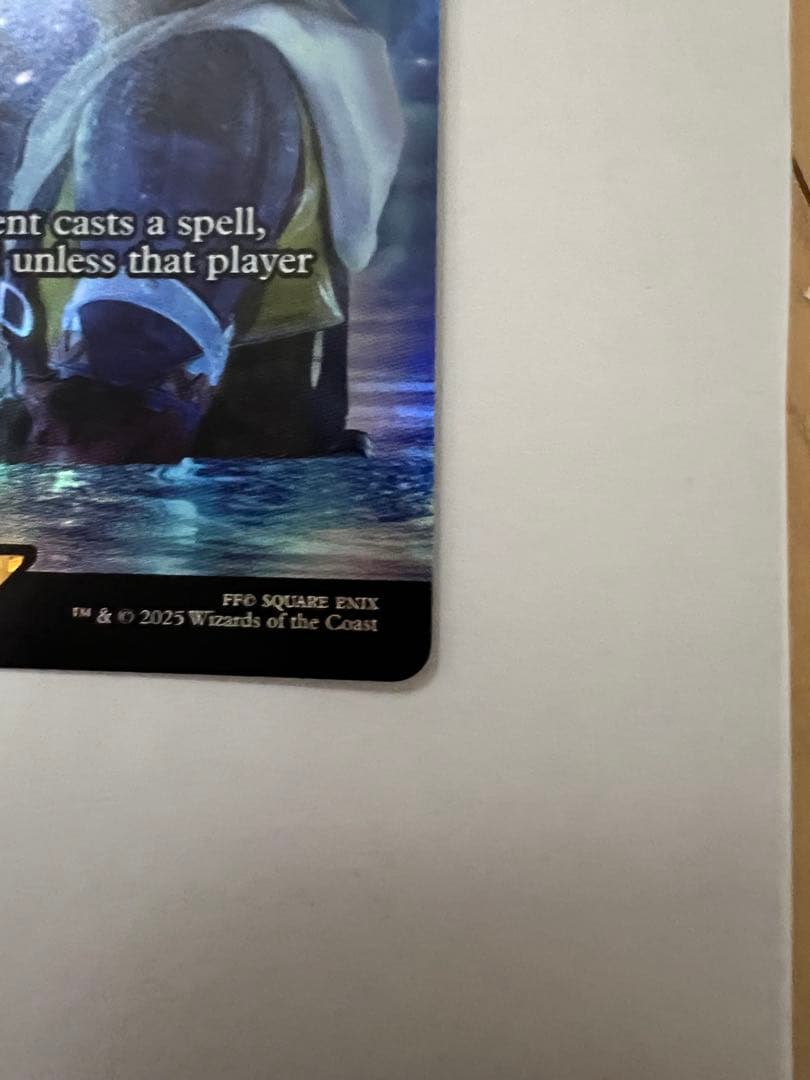 ent casts a spell,
unless that player
FF© SQUARE ENIX
™ & © 2025 Wizards of the Coast